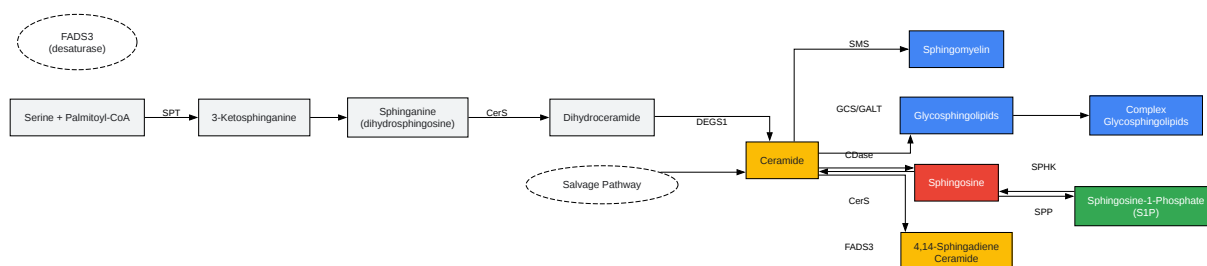 FADS3
(desaturase)
SMS
Sphingomyelin
Serine + Palmitoyl-CoA
SPT
3-Ketosphinganine
Sphinganine
(dihydrosphingosine)
CerS
Dihydroceramide
DEGS1
GCS/GALT
Glycosphingolipids
Complex
Glycosphingolipids
Ceramide
CDase
Salvage Pathway
Sphingosine
SPHK
CerS
SPP
Sphingosine-1-Phosphate
(S1P)
FADS3
4,14-Sphingadiene
Ceramide